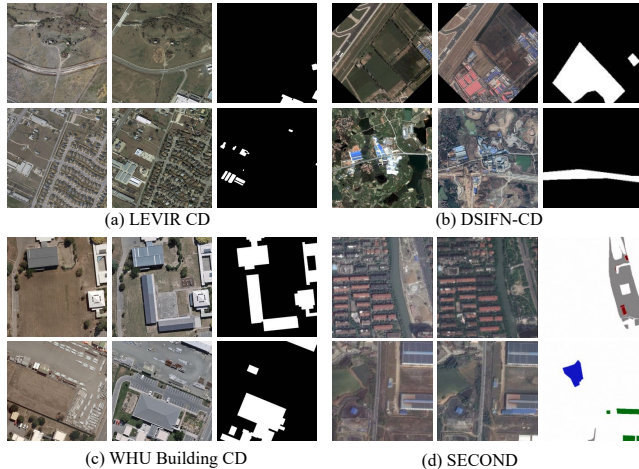 (a) LEVIR CD
(b) DSIFN-CD
(c) WHU Building CD
(d) SECOND